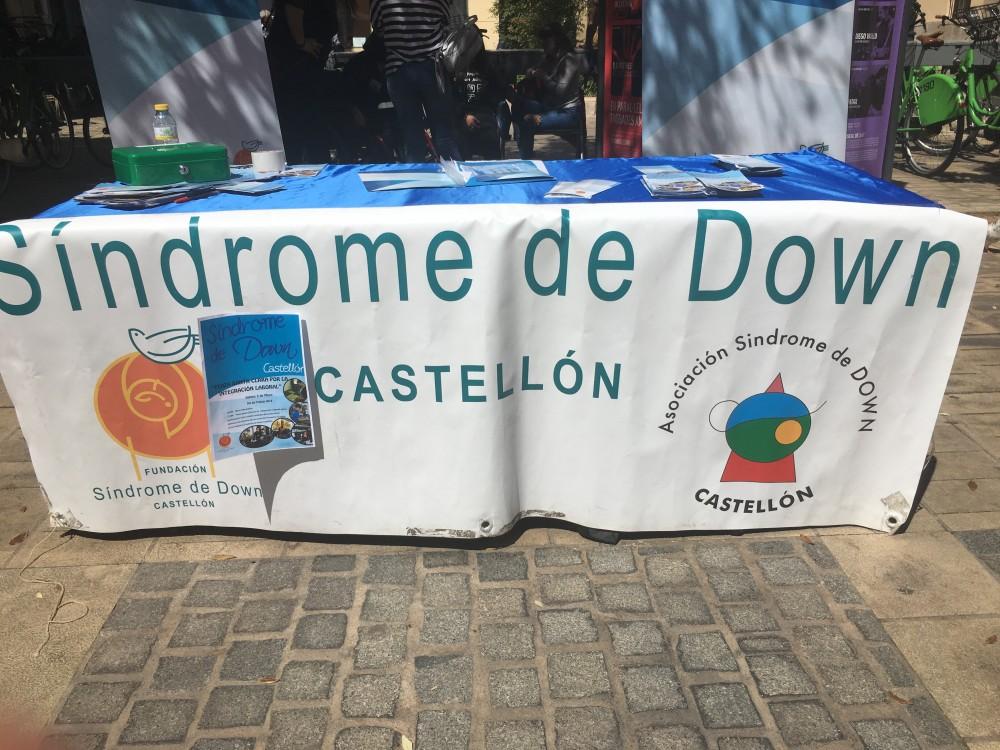 Síndrome de Down
CASTELLÓN
FUNDACIÓN
Síndrome de Down
CASTELLÓN
Síndrome
de Down
Castellón
INTEGRACIÓN LABORAL"
Asociación Síndrome de DOWN
CASTELLÓN
DIEGO